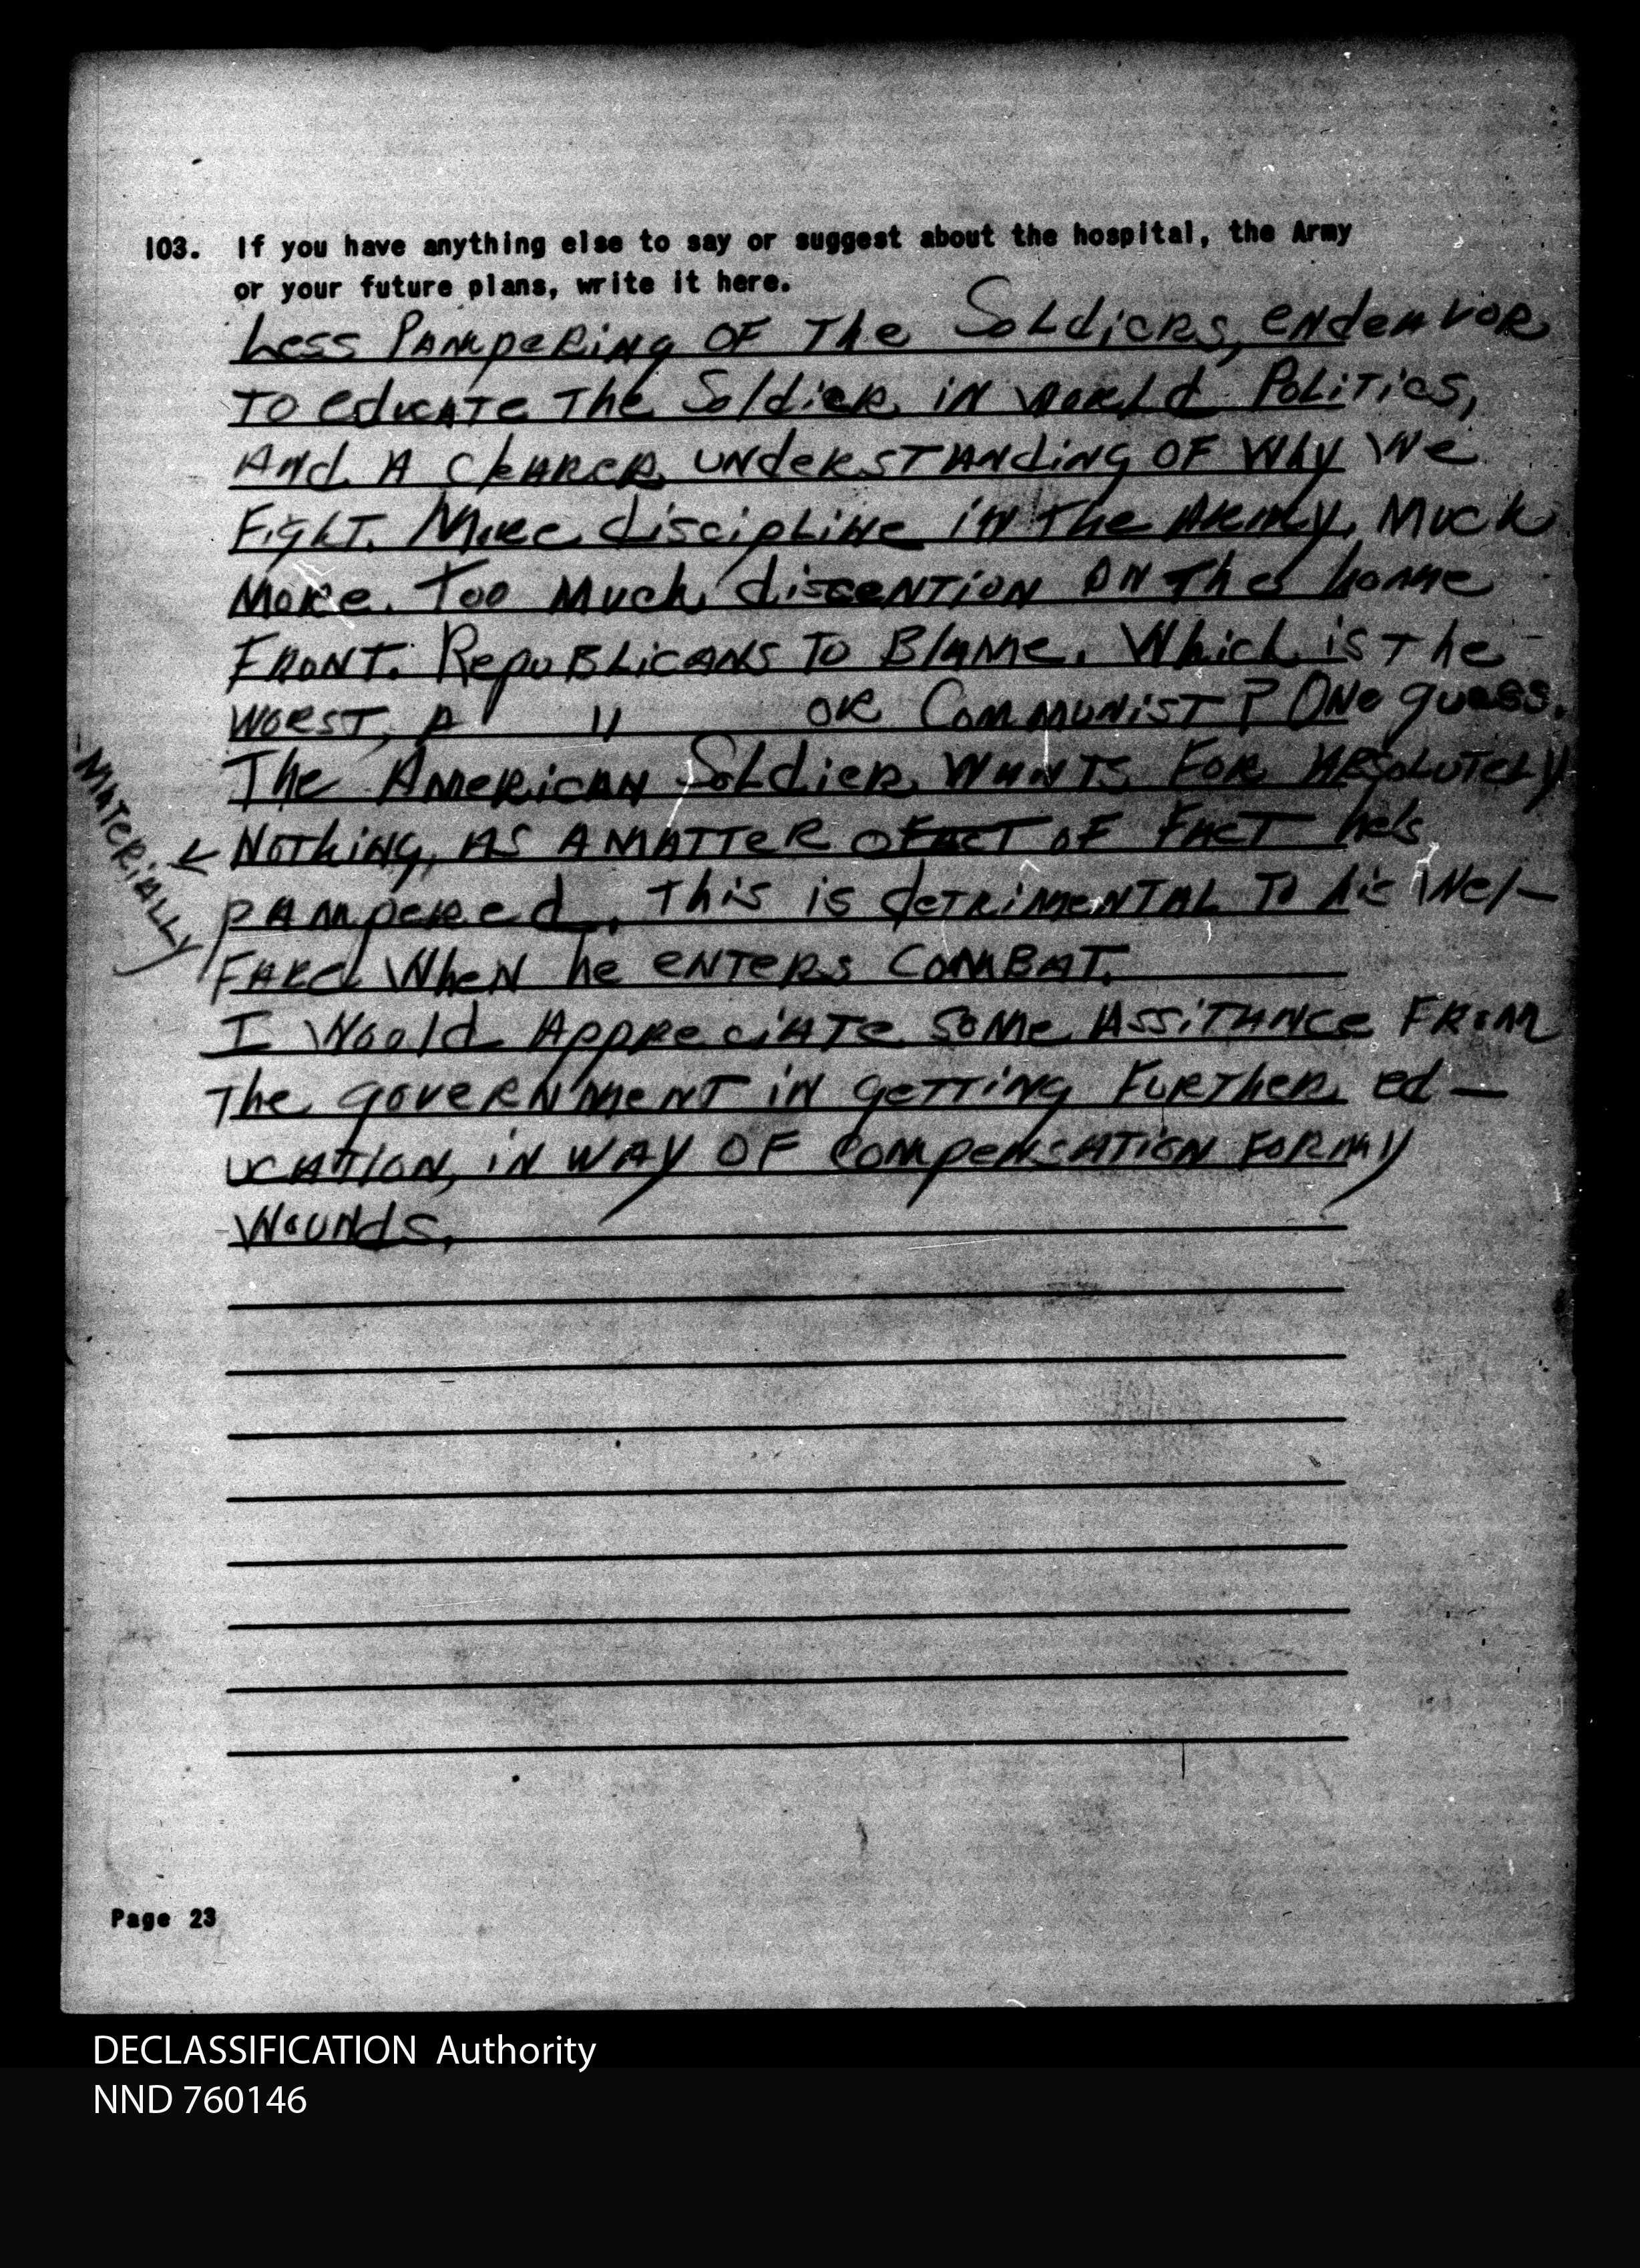 103. If you have anything else to say or suggest about the hospital, the Army
or your future plans, write it here.
Less Pampering of the Soldiers, endeavor
to educate the Soldier in world Politics,
and a clearer understanding of why we
Fight. More discipline in the Army, Much
More. Too much discention on the home
Front. Republicans to Blame. Which is the
worst, A " or Communist? One guess.
The American Soldier wants for absolutely
-Materially ← Nothing, as a matter of fact of fact he's
pampered. This is detrimental to his wel-
fare when he enters combat.
I would appreciate some assitance from
the government in getting further ed-
ucation, in way of compensation for my
wounds.
Page 23
DECLASSIFICATION Authority
NND 760146